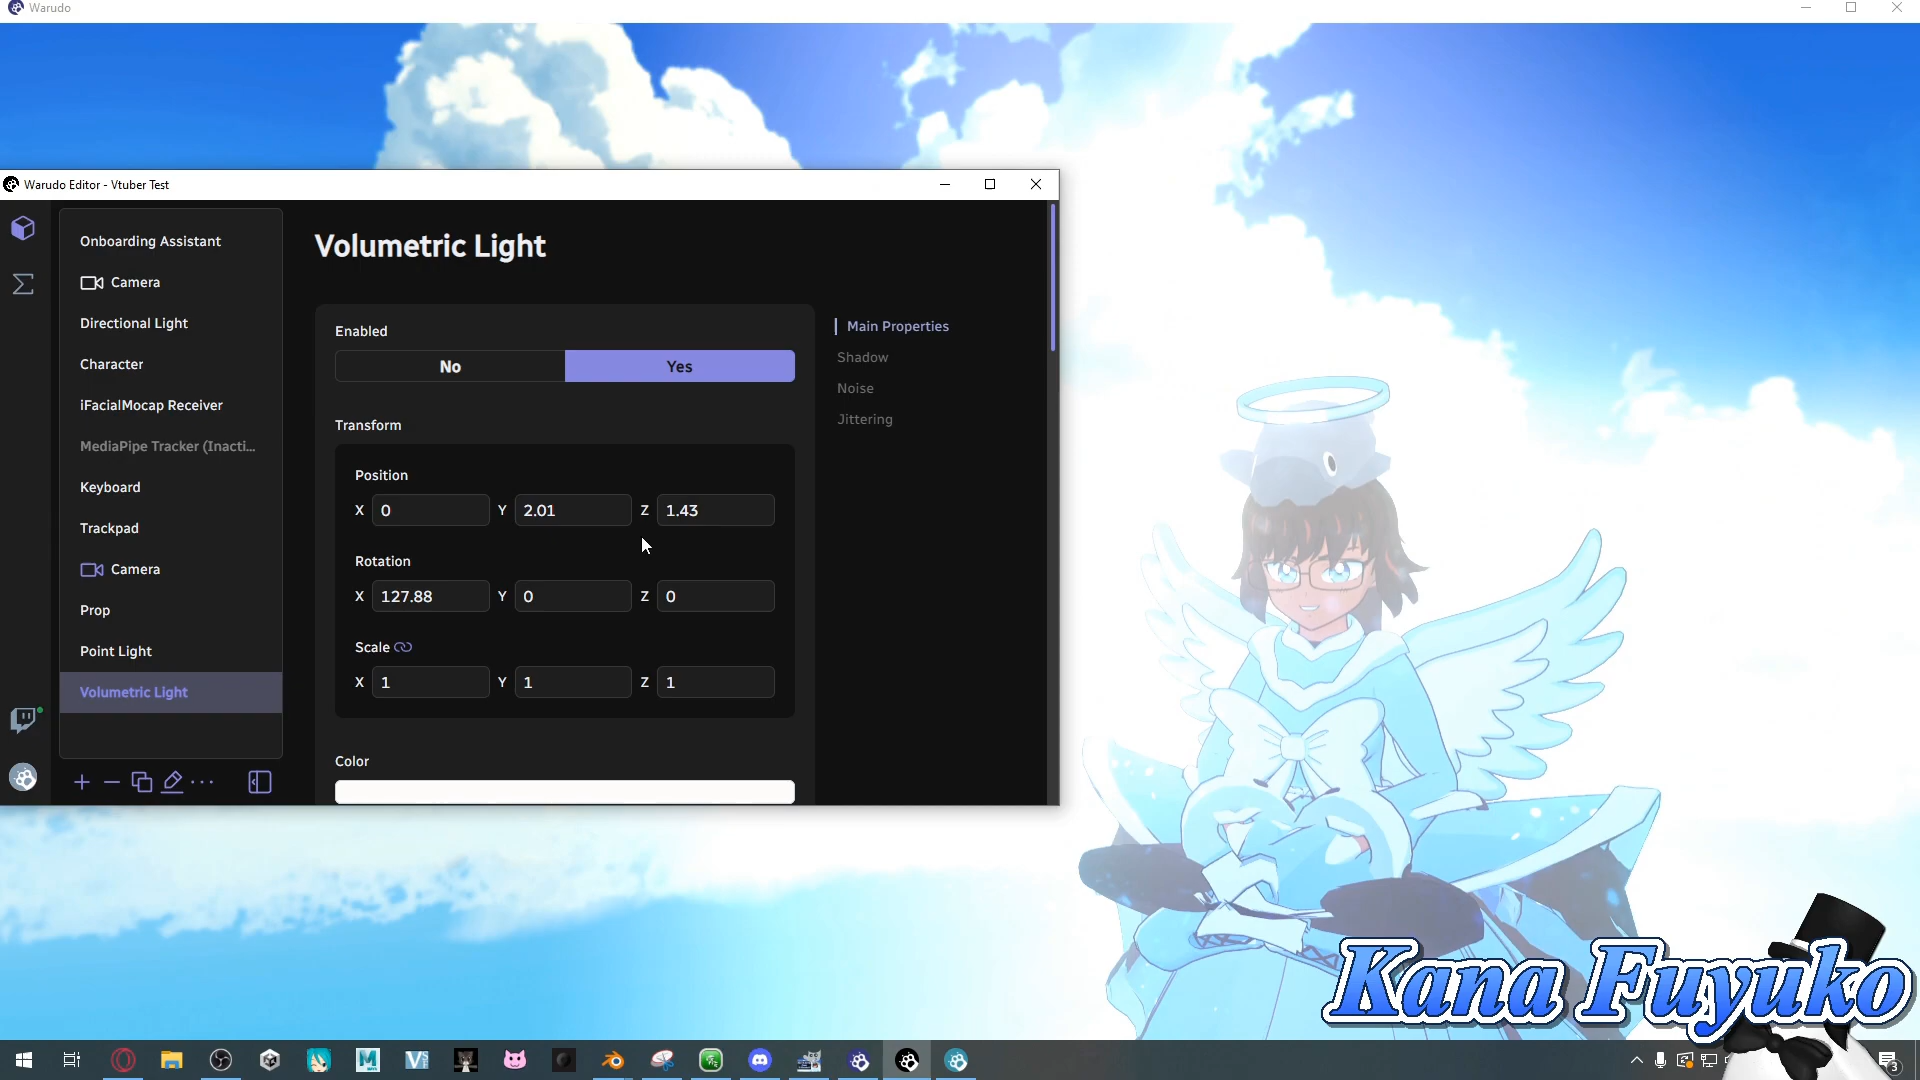 Warudo
Warudo Editor - Vtuber Test
Onboarding Assistant
Camera
Directional Light
Character
iFacialMocap Receiver
MediaPipe Tracker (Inacti...
Keyboard
Trackpad
Camera
Prop
Point Light
Volumetric Light
Volumetric Light
Enabled
No
Yes
Transform
Position
X 0 Y 2.01 Z 1.43
Rotation
X 127.88 Y 0 Z 0
Scale
X 1 Y 1 Z 1
Color
Main Properties
Shadow
Noise
Jittering
Kana Fuyuko
3